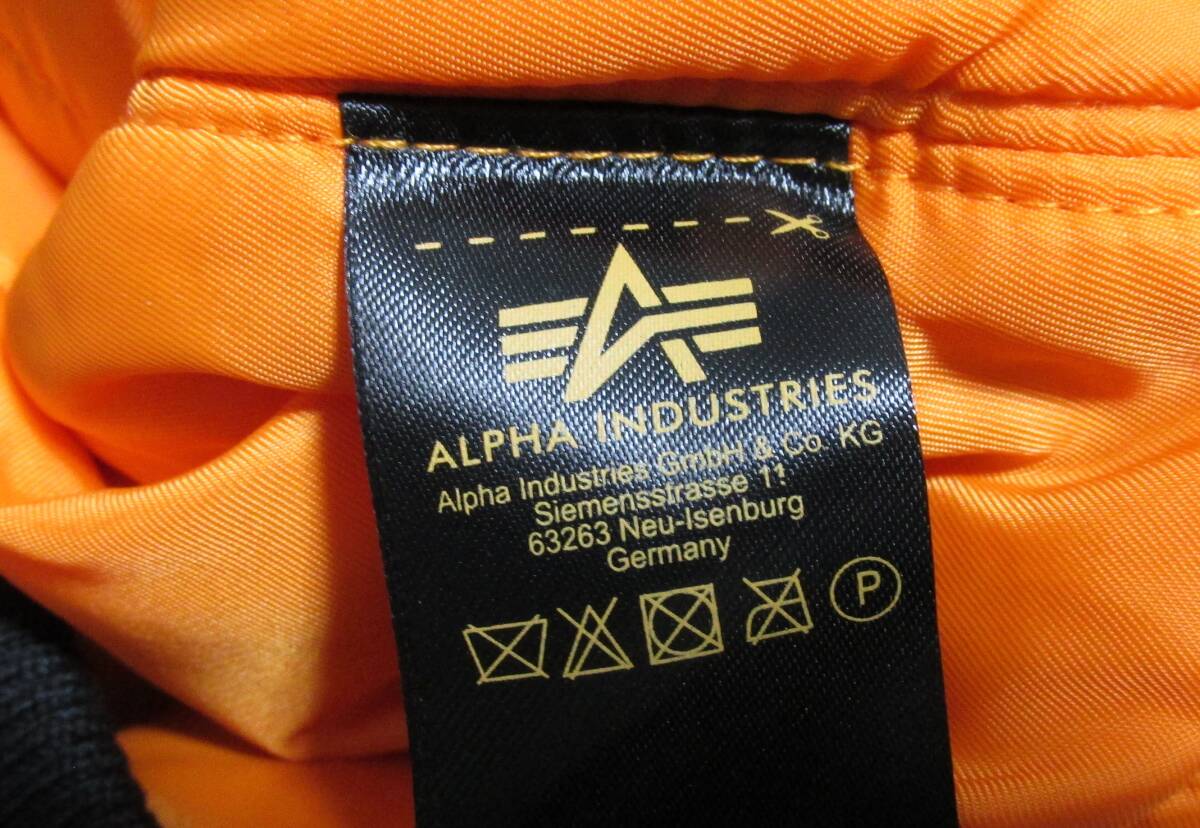 ALPHA INDUSTRIES
Alpha Industries GmbH & Co. KG
Siemensstrasse 11
63263 Neu-Isenburg
Germany
P